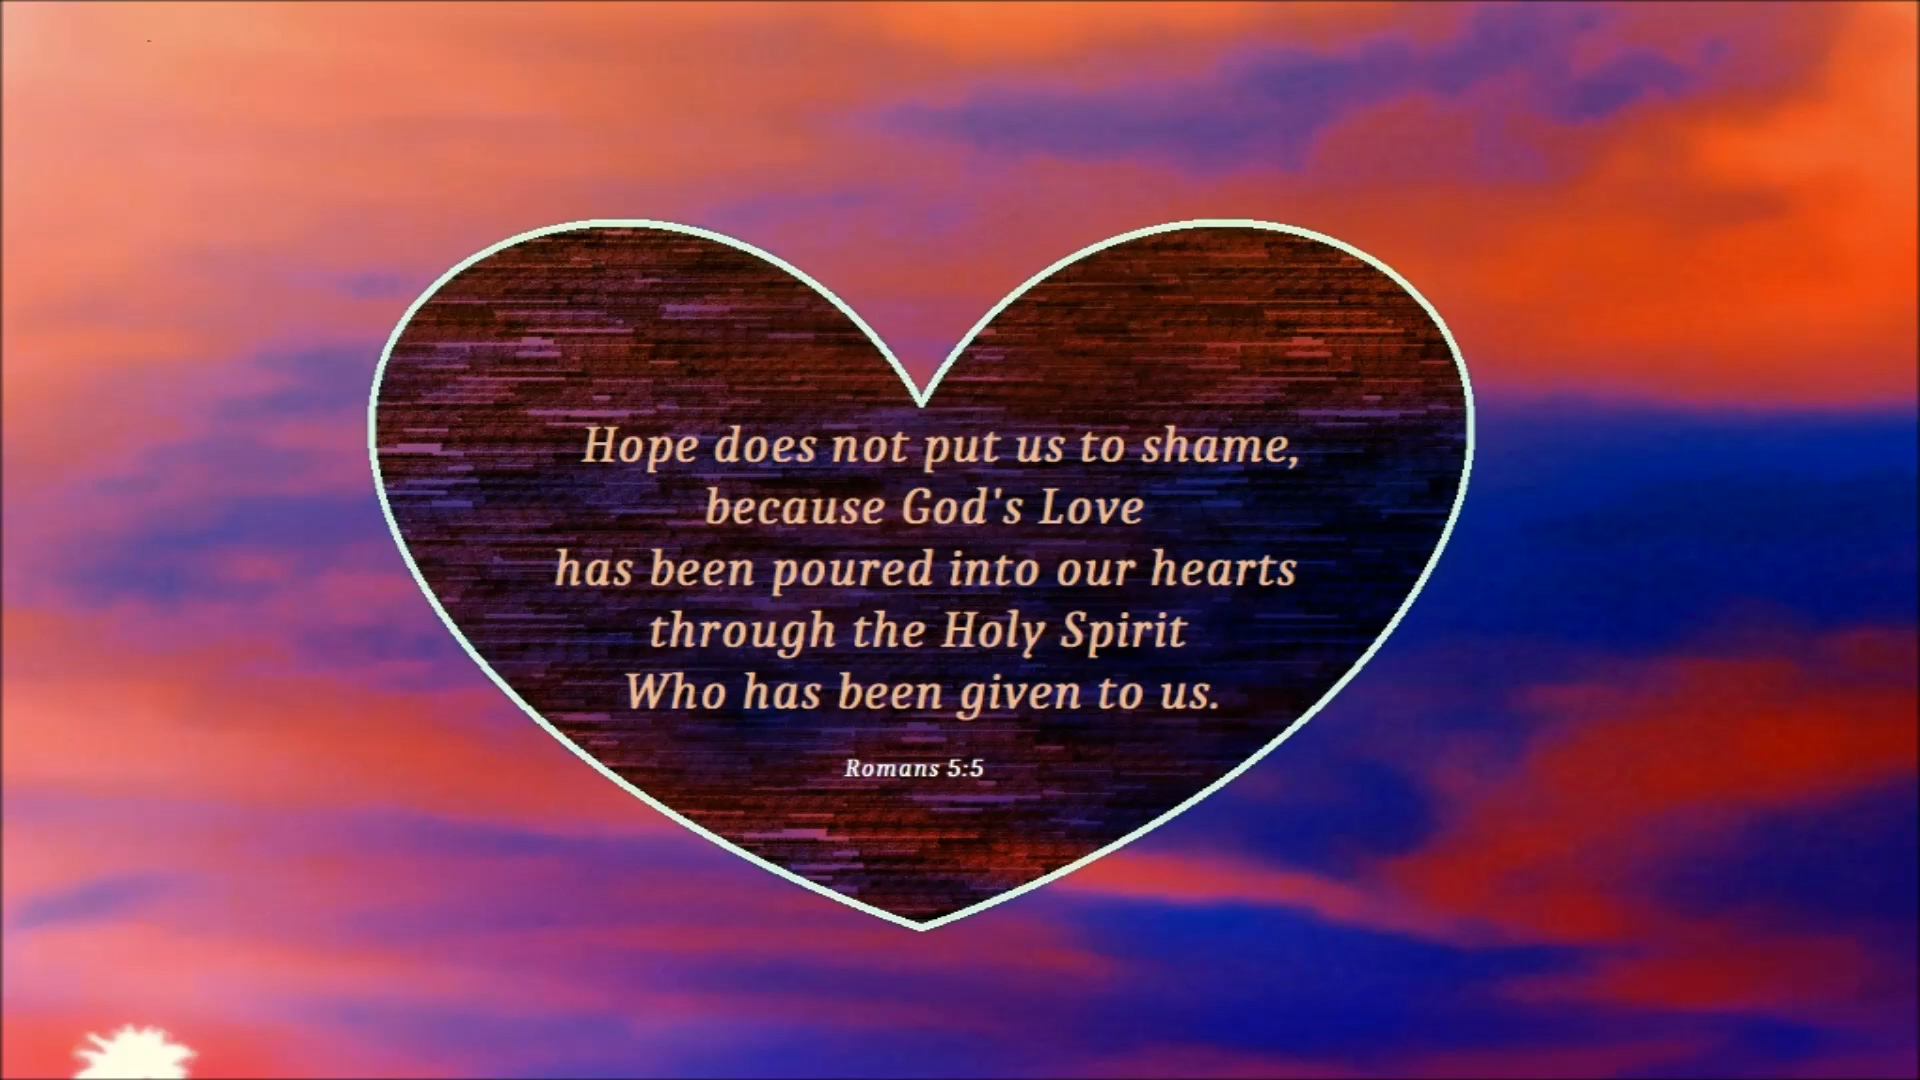 Hope does not put us to shame,
because God's Love
has been poured into our hearts
through the Holy Spirit
Who has been given to us.
Romans 5:5